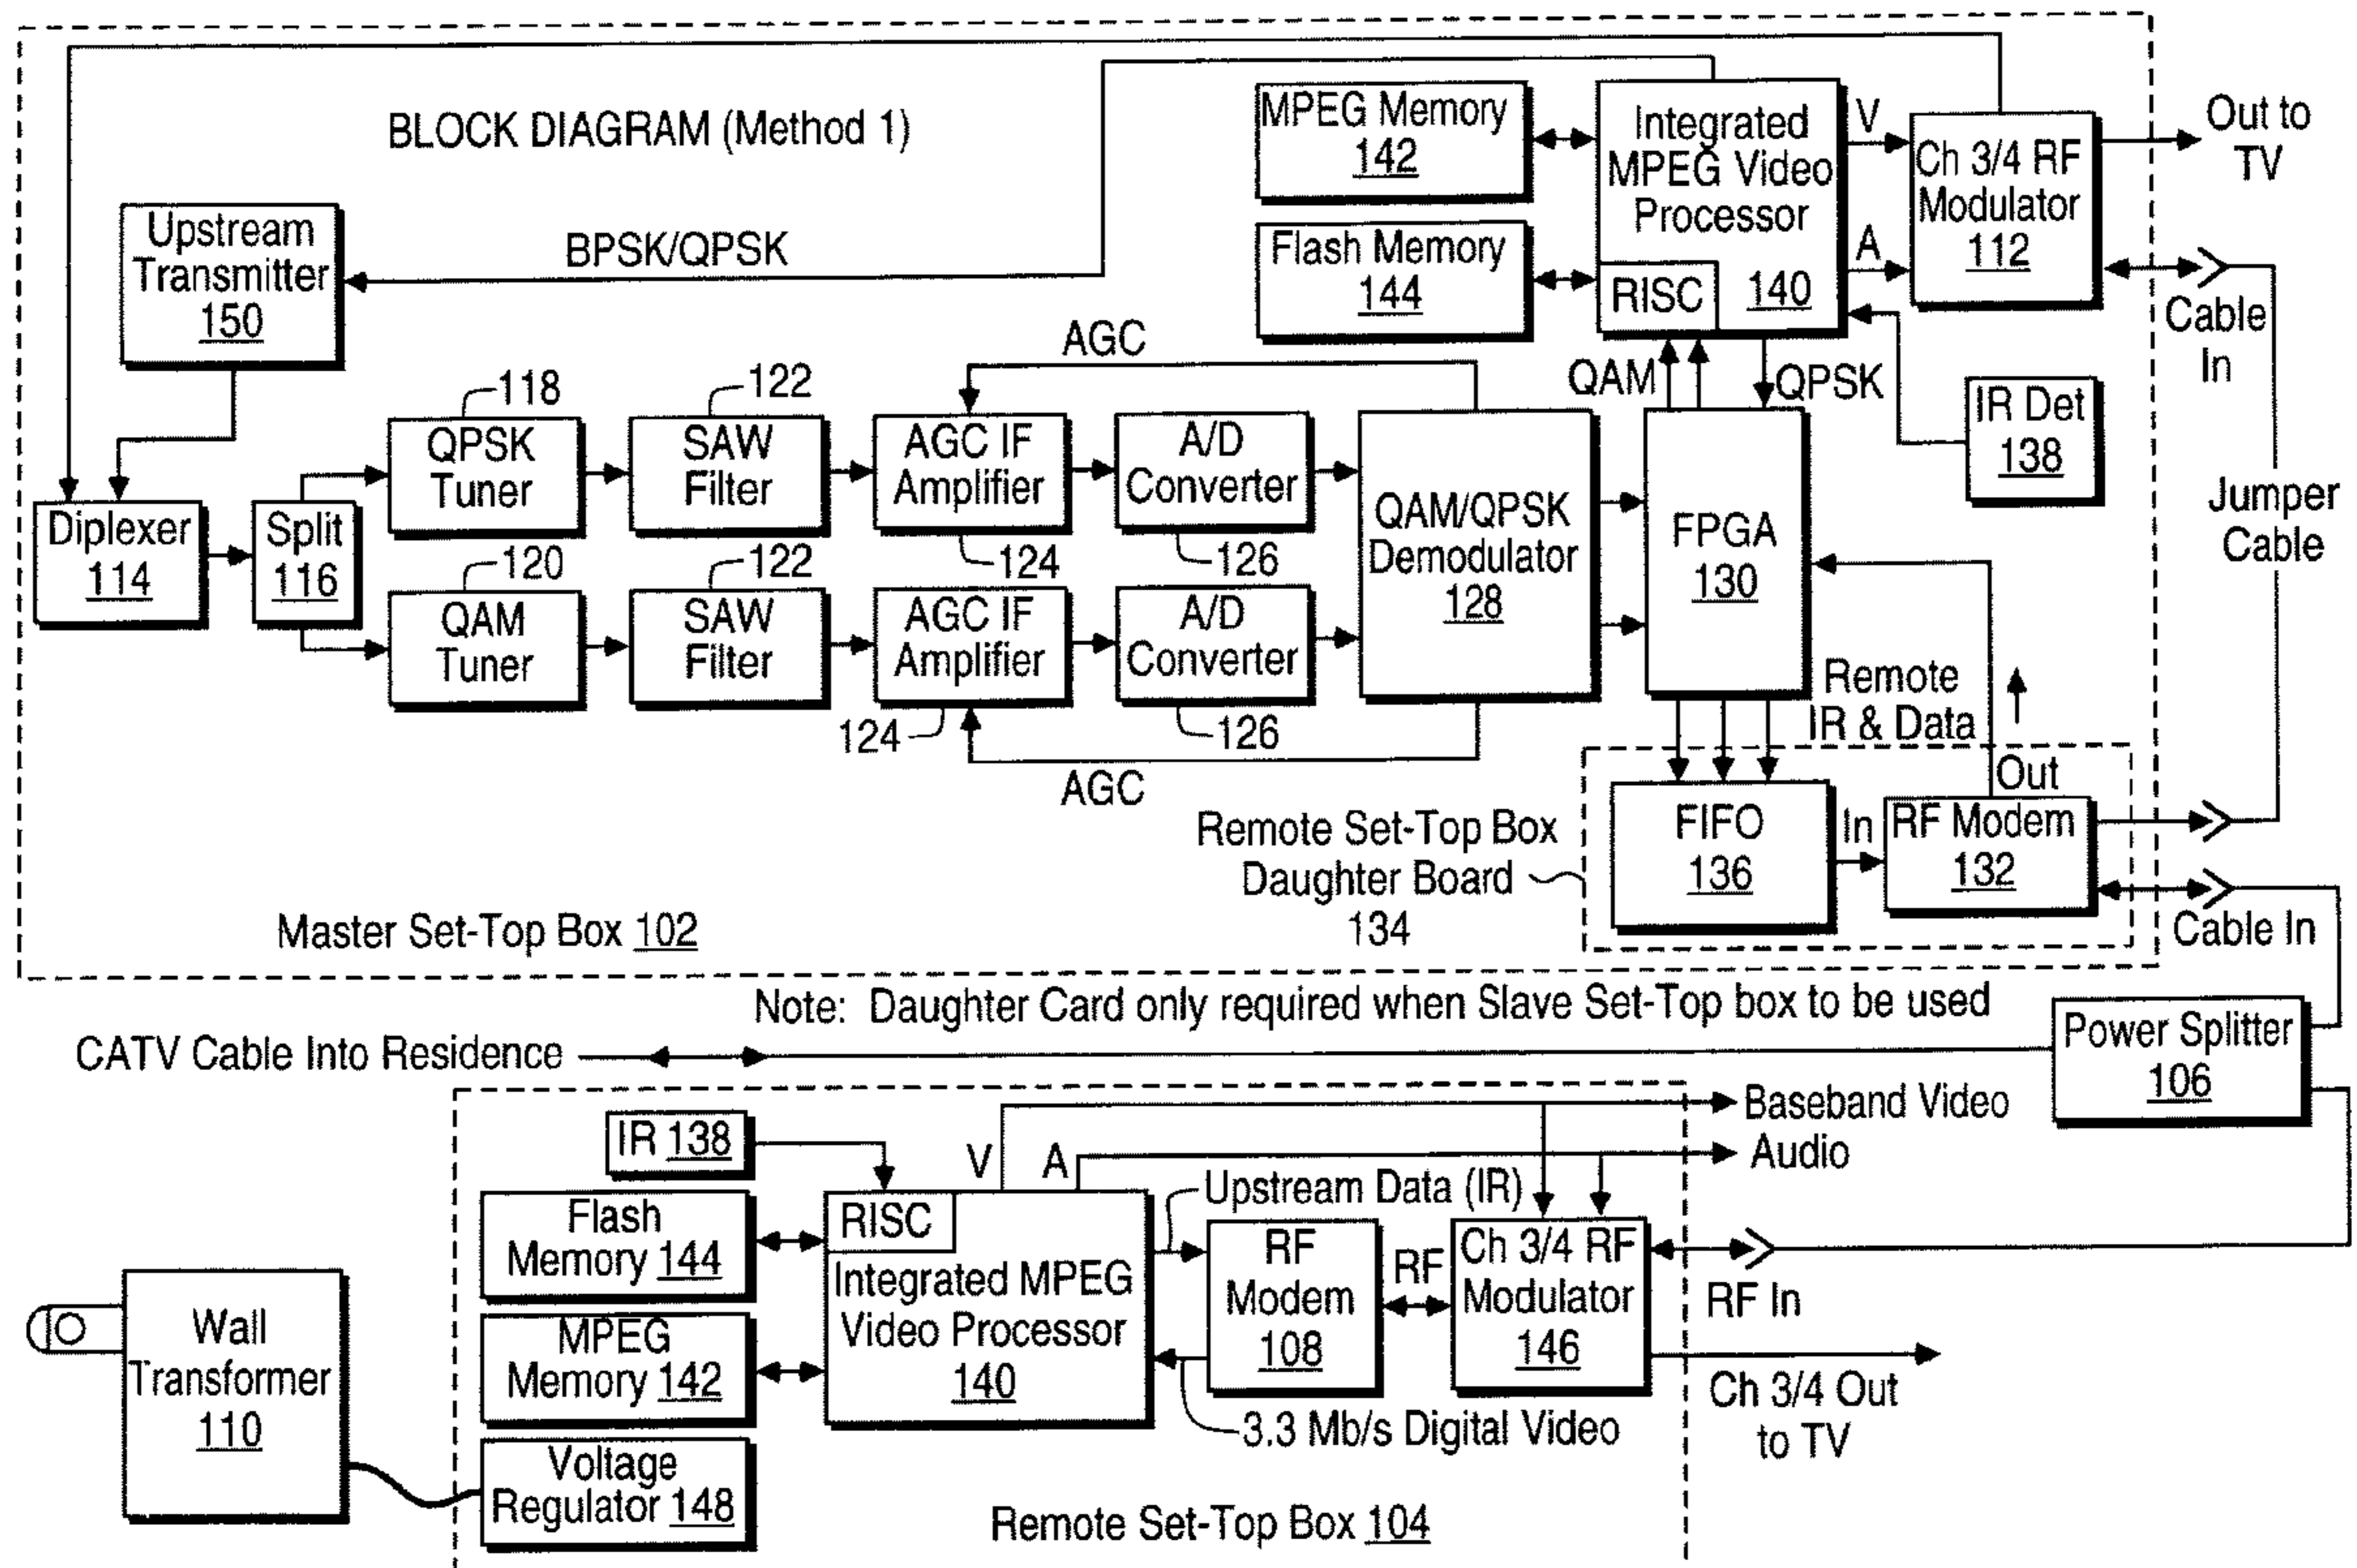 BLOCK DIAGRAM (Method 1)
MPEG Memory
142
Flash Memory
144
Integrated
MPEG Video
Processor
140
RISC
V
A
Ch 3/4 RF
Modulator
112
Out to
TV
Cable
In
Jumper
Cable
Upstream
Transmitter
150
BPSK/QPSK
AGC
QAM
QPSK
IR Det
138
118
QPSK
Tuner
122
SAW
Filter
AGC IF
Amplifier
124
A/D
Converter
126
Diplexer
114
Split
116
120
QAM
Tuner
122
SAW
Filter
AGC IF
Amplifier
124
A/D
Converter
126
AGC
QAM/QPSK
Demodulator
128
FPGA
130
Remote
IR & Data
Out
FIFO
136
In
RF Modem
132
Remote Set-Top Box
Daughter Board
134
Cable In
Master Set-Top Box 102
Note: Daughter Card only required when Slave Set-Top box to be used
CATV Cable Into Residence
Power Splitter
106
IR 138
V
A
Baseband Video
Audio
Upstream Data (IR)
Flash
Memory 144
MPEG
Memory 142
Voltage
Regulator 148
RISC
Integrated MPEG
Video Processor
140
RF
Modem
108
RF
Ch 3/4 RF
Modulator
146
RF In
Ch 3/4 Out
to TV
3.3 Mb/s Digital Video
Wall
Transformer
110
Remote Set-Top Box 104